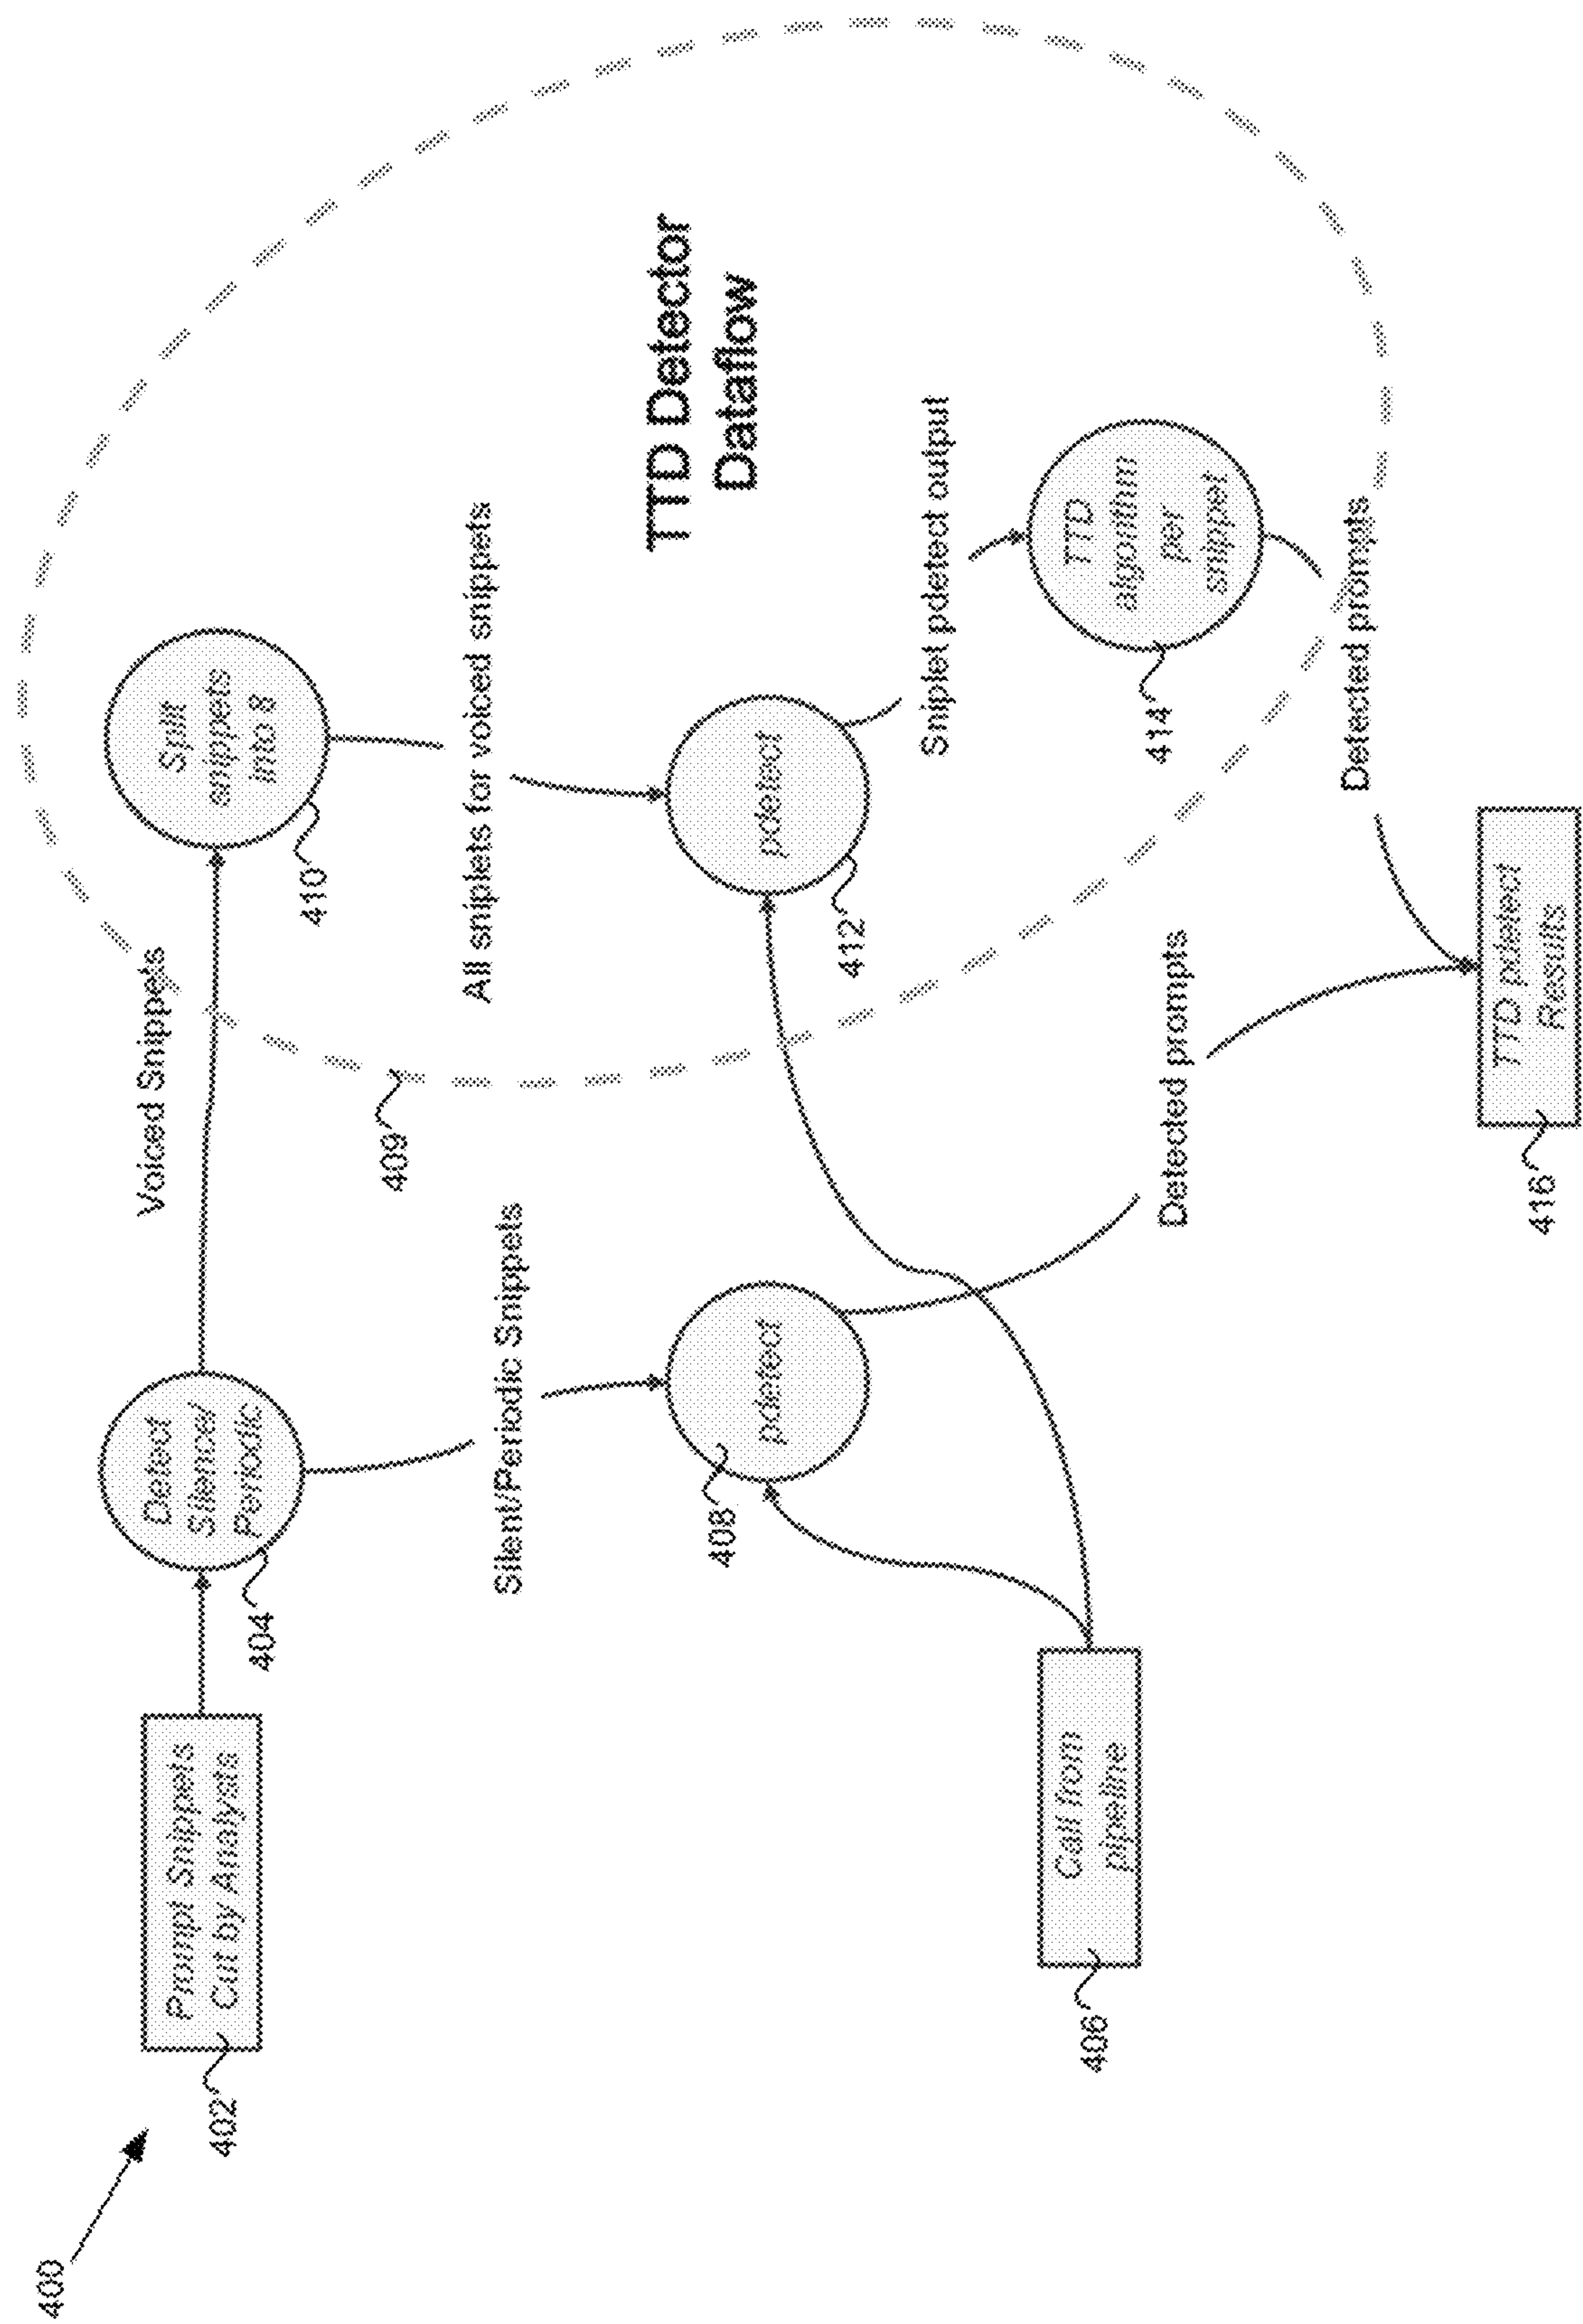 400
402
Prompt Snippets
Cut by Analysts
404
Detect
Silence/
Periodic
Voiced Snippets
410
Split
snippets
into 8
Silent/Periodic Snippets
409
All sniplets for voiced snippets
408
pdetect
412
pdetect
TTD Detector
Dataflow
406
Call from
pipeline
Sniplet pdetect output
414
TTD
algorithm
per
snippet
Detected prompts
Detected prompts
416
TTD pdetect
Results